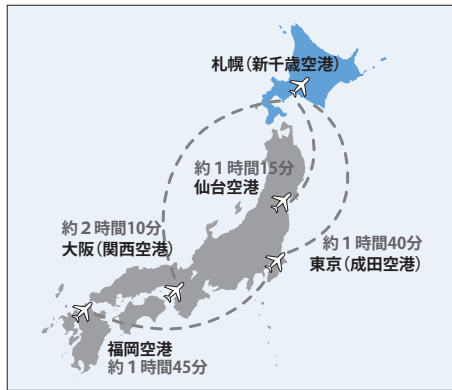 札幌(新千歳空港)
約1時間15分
仙台空港
約2時間10分
大阪(関西空港)
約1時間40分
東京(成田空港)
福岡空港
約1時間45分